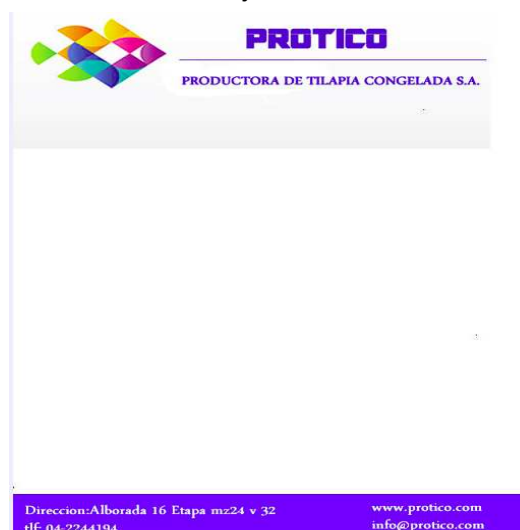 PROTICO
PRODUCTORA DE TILAPIA CONGELADA S.A.
Direccion:Alborada 16 Etapa mz24 v 32
www.protico.com
tlf: 04-2244194
info@protico.com